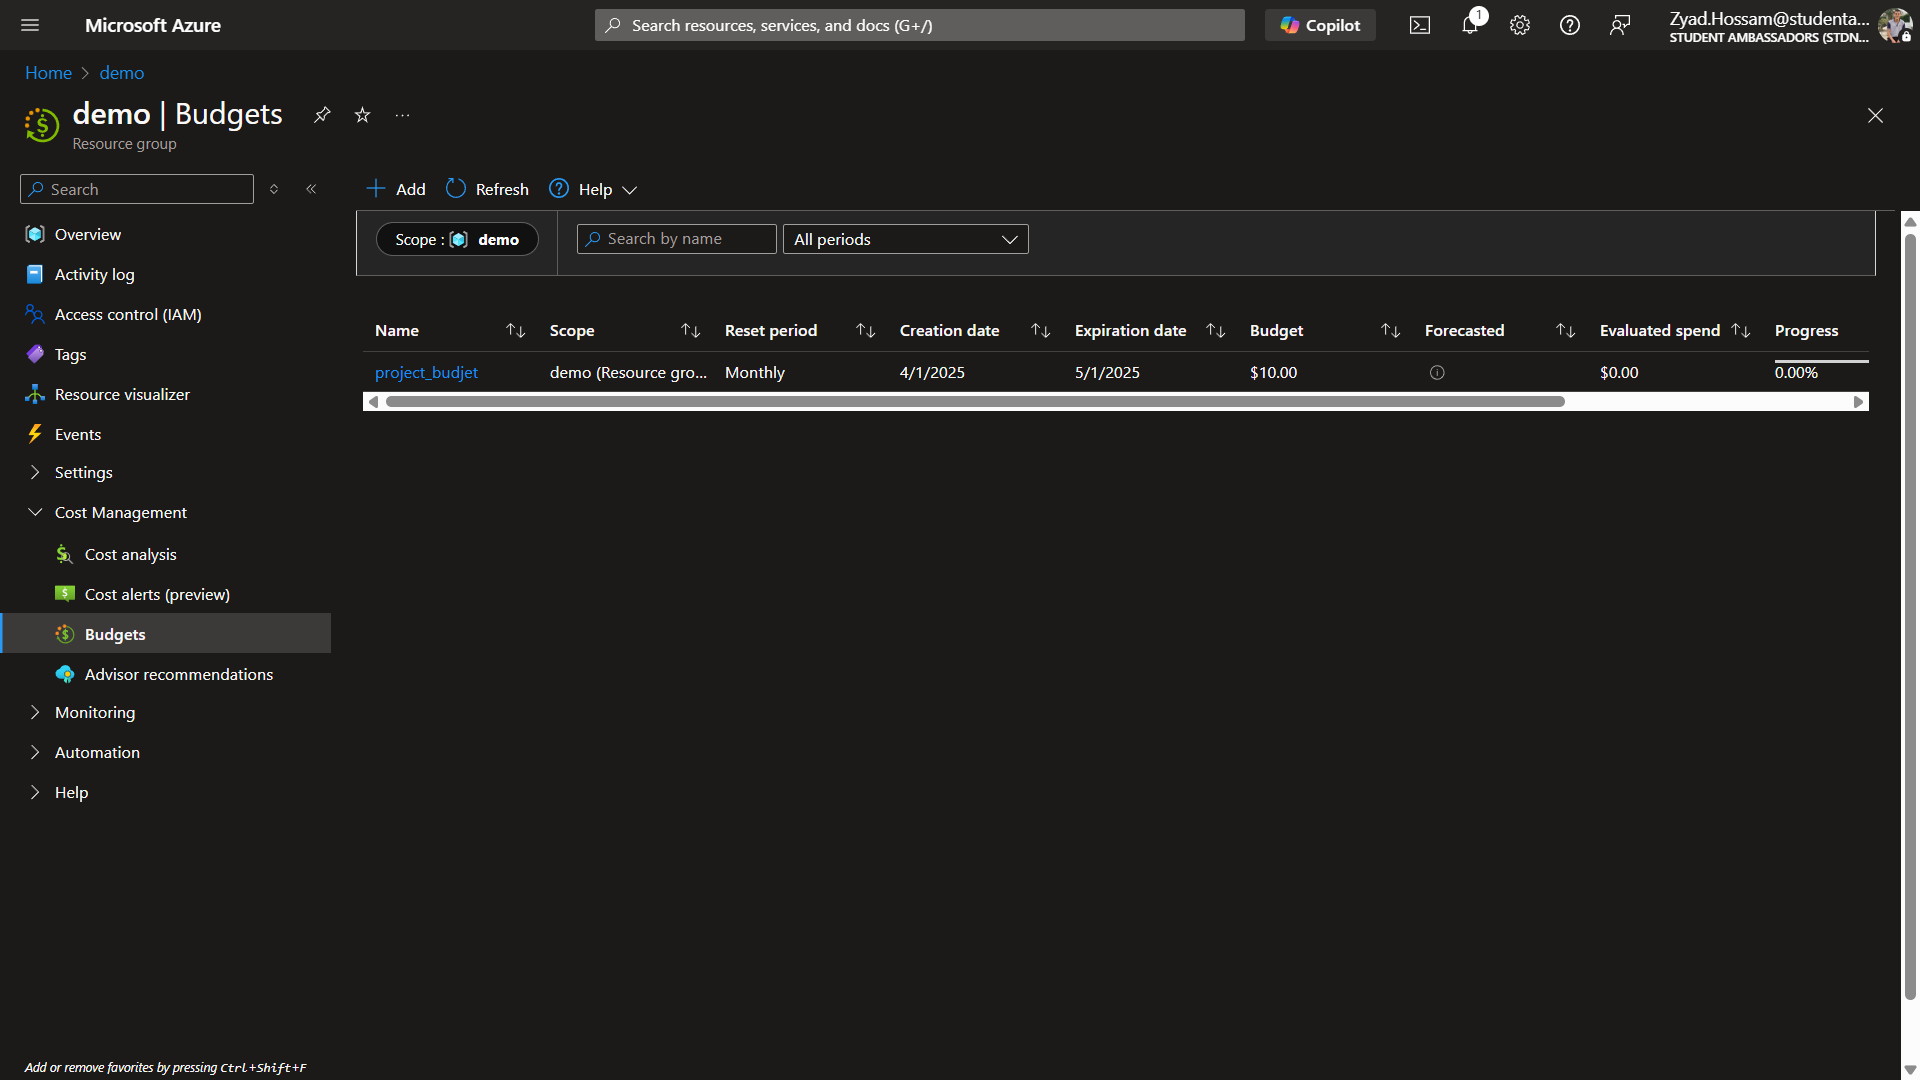 Microsoft Azure
Search resources, services, and docs (G+/)
Copilot
1
Zyad.Hossam@studenta...
STUDENT AMBASSADORS (STDN...
Home > demo
demo | Budgets
Resource group
Search
Add
Refresh
Help
Overview
Activity log
Access control (IAM)
Tags
Resource visualizer
Events
Settings
Cost Management
Cost analysis
Cost alerts (preview)
Budgets
Advisor recommendations
Monitoring
Automation
Help
Scope : demo
Search by name
All periods
Name Scope Reset period Creation date Expiration date Budget Forecasted Evaluated spend Progress
project_budjet demo (Resource gro... Monthly 4/1/2025 5/1/2025 $10.00 $0.00 0.00%
Add or remove favorites by pressing Ctrl+Shift+F